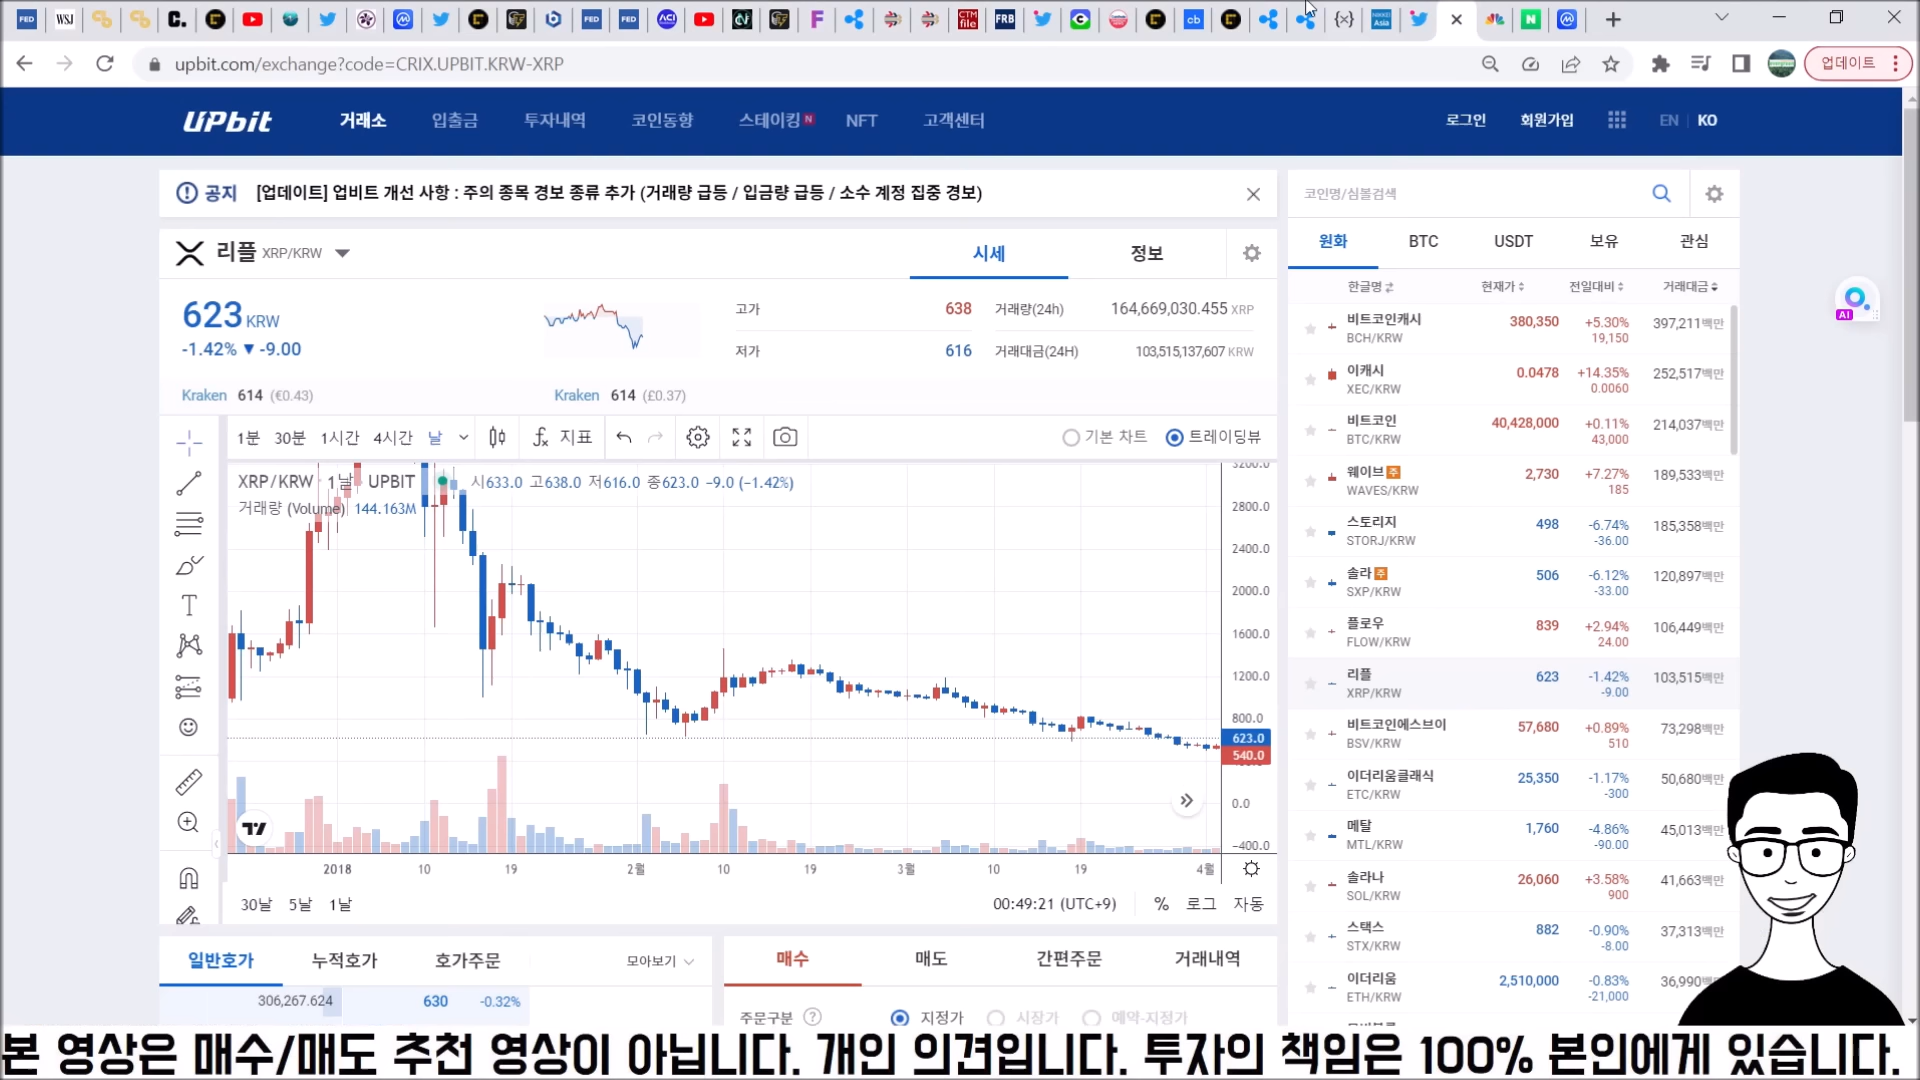 FED
WSJ
FED
FED
ACI
CTM
file
FRB
cb
NIKKEI
Asia
upbit.com/exchange?code=CRIX.UPBIT.KRW-XRP
업데이트
UPbit
거래소
입출금
투자내역
코인동향
스테이킹 N
NFT
고객센터
로그인
회원가입
EN | KO
공지 [업데이트] 업비트 개선 사항 : 주의 종목 경보 종류 추가 (거래량 급등 / 입금량 급등 / 소수 계정 집중 경보)
리플 XRP/KRW
시세
정보
623 KRW
-1.42% ▼ -9.00
고가 638
거래량(24h) 164,669,030.455 XRP
저가 616
거래대금(24H) 103,515,137,607 KRW
Kraken 614 (€0.43)
Kraken 614 (£0.37)
1분 30분 1시간 4시간 날
지표
기본 차트
트레이딩뷰
XRP/KRW · 1날 · UPBIT
시633.0 고638.0 저616.0 종623.0 -9.0 (-1.42%)
거래량 (Volume) 144.163M
3200.0
2800.0
2400.0
2000.0
1600.0
1200.0
800.0
623.0
540.0
0.0
-400.0
2018 10 19 2월 10 19 3월 10 19 4월
30날 5날 1날
00:49:21 (UTC+9)
% 로그 자동
일반호가
누적호가
호가주문
모아보기
306,267.624 630 -0.32%
매수
매도
간편주문
거래내역
주문구분
지정가
시장가
예약-지정가
코인명/심볼검색
원화
BTC
USDT
보유
관심
한글명 현재가 전일대비 거래대금
비트코인캐시 380,350 +5.30% 397,211백만
BCH/KRW 19,150
이캐시 0.0478 +14.35% 252,517백만
XEC/KRW 0.0060
비트코인 40,428,000 +0.11% 214,037백만
BTC/KRW 43,000
웨이브 주 2,730 +7.27% 189,533백만
WAVES/KRW 185
스토리지 498 -6.74% 185,358백만
STORJ/KRW -36.00
솔라 주 506 -6.12% 120,897백만
SXP/KRW -33.00
플로우 839 +2.94% 106,449백만
FLOW/KRW 24.00
리플 623 -1.42% 103,515백만
XRP/KRW -9.00
비트코인에스브이 57,680 +0.89% 73,298백만
BSV/KRW 510
이더리움클래식 25,350 -1.17% 50,680백만
ETC/KRW -300
메탈 1,760 -4.86% 45,013백만
MTL/KRW -90.00
솔라나 26,060 +3.58% 41,663백만
SOL/KRW 900
스택스 882 -0.90% 37,313백만
STX/KRW -8.00
이더리움 2,510,000 -0.83% 36,990
ETH/KRW -21,000
AI
본 영상은 매수/매도 추천 영상이 아닙니다. 개인 의견입니다. 투자의 책임은 100% 본인에게 있습니다.